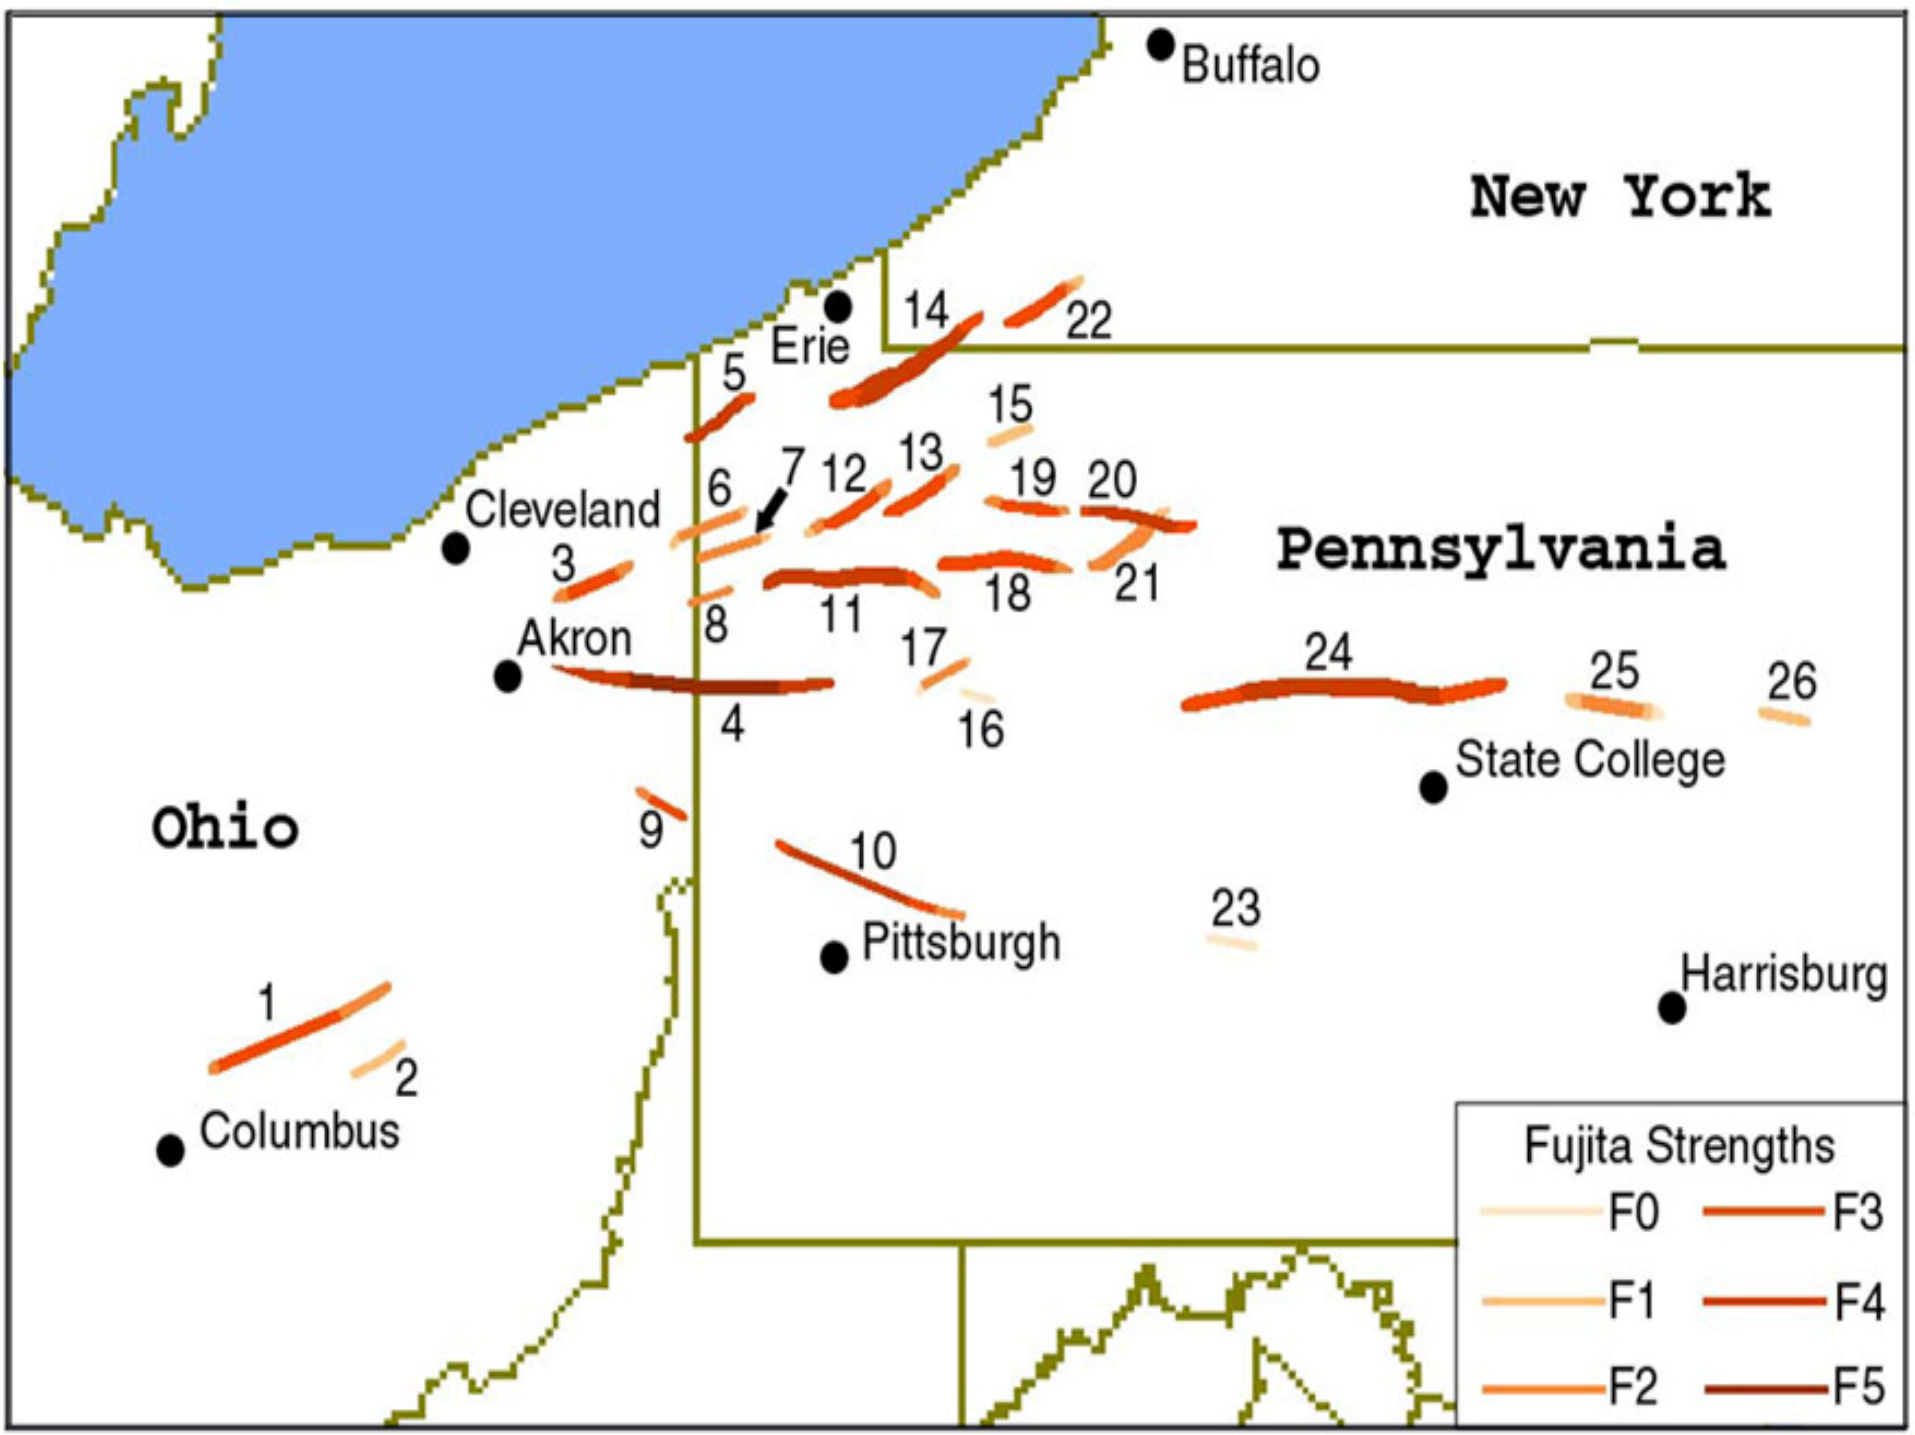 Buffalo
New York
14
22
Erie
5
15
7
12
13
19
20
6
Cleveland
Pennsylvania
3
21
18
11
8
Akron
17
24
25
26
4
16
State College
Ohio
9
10
23
Pittsburgh
Harrisburg
1
2
Columbus
Fujita Strengths
F0 F3
F1 F4
F2 F5